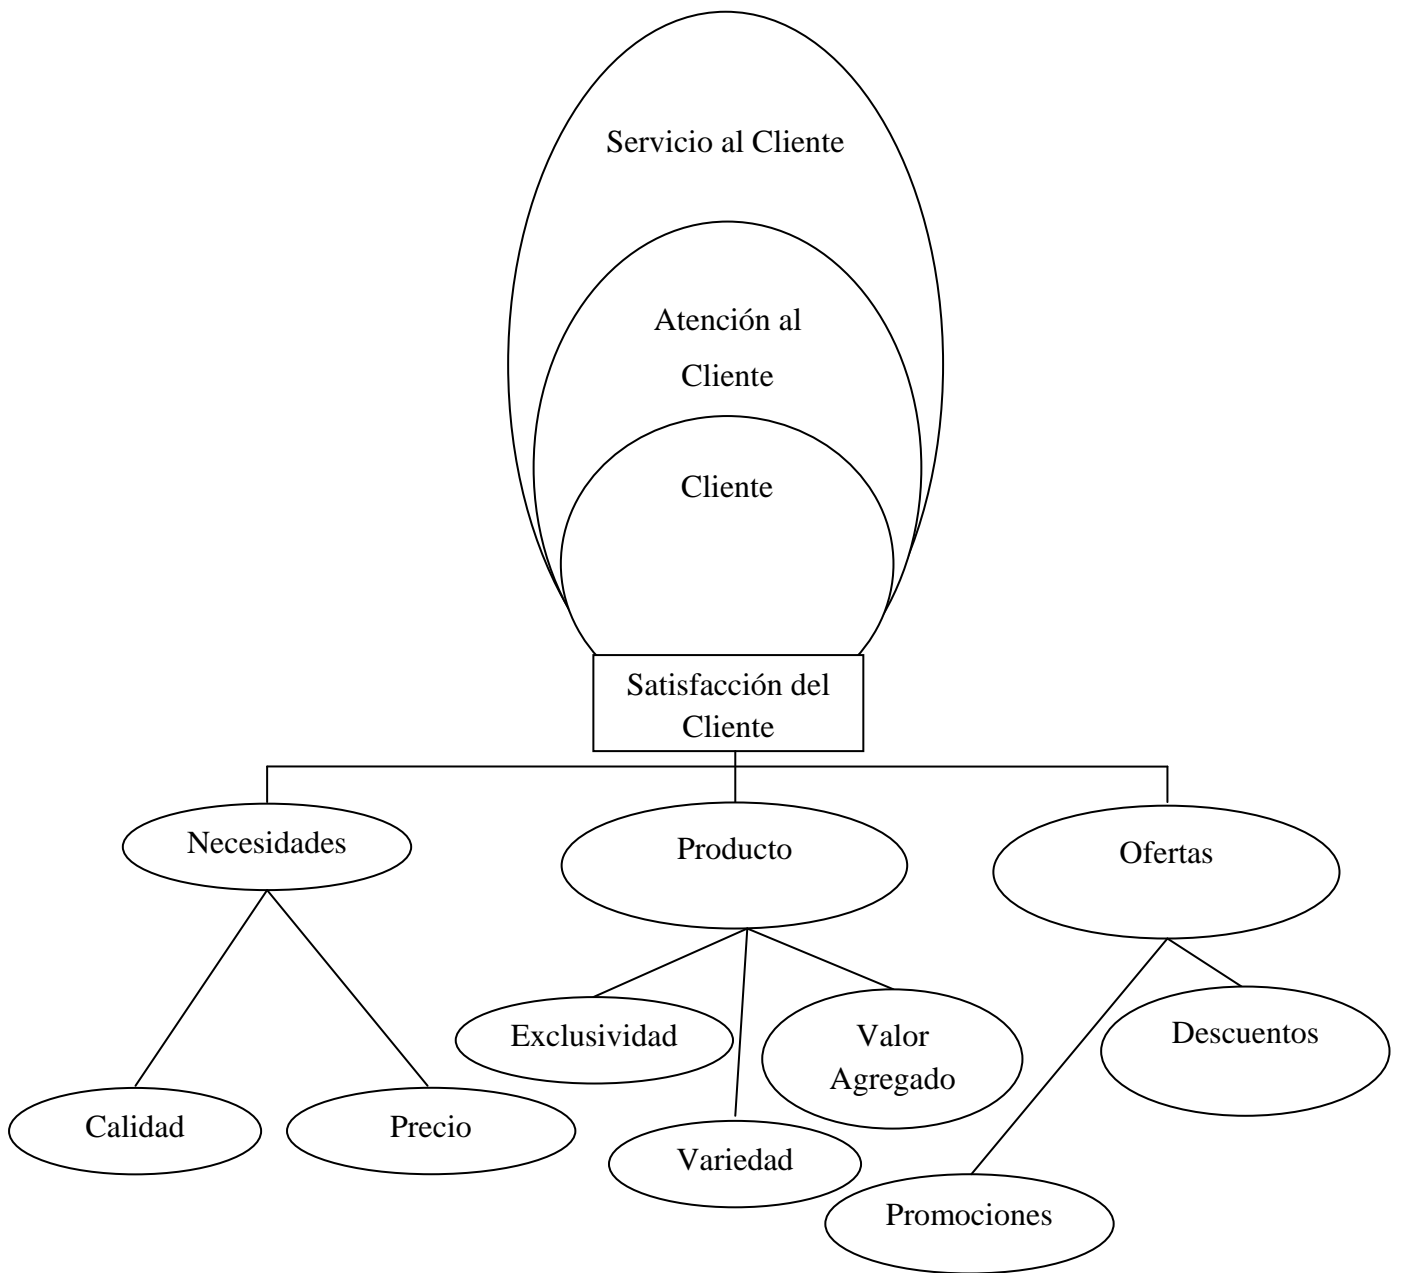 Servicio al Cliente
Atención al
Cliente
Cliente
Satisfacción del
Cliente
Necesidades
Producto
Ofertas
Exclusividad
Valor
Agregado
Descuentos
Calidad
Precio
Variedad
Promociones